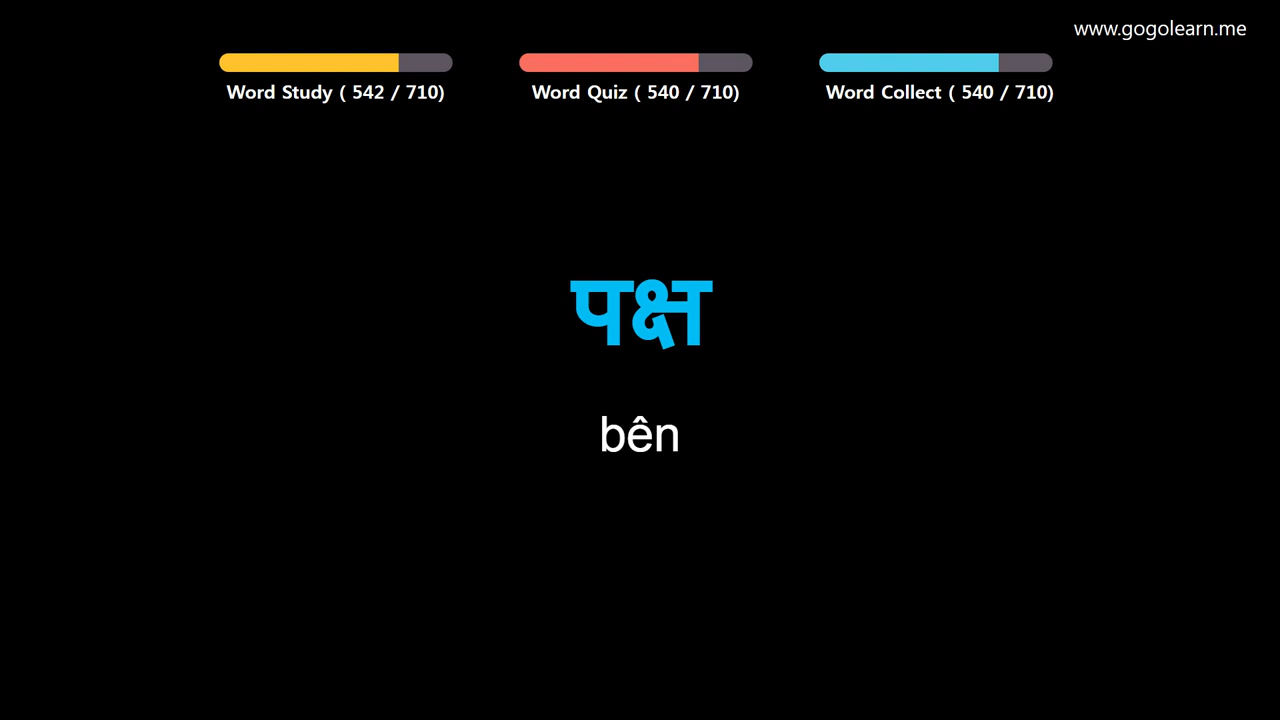 www.gogolearn.me
Word Study ( 542 / 710)
Word Quiz ( 540 / 710)
Word Collect ( 540 / 710)
पक्ष
bên